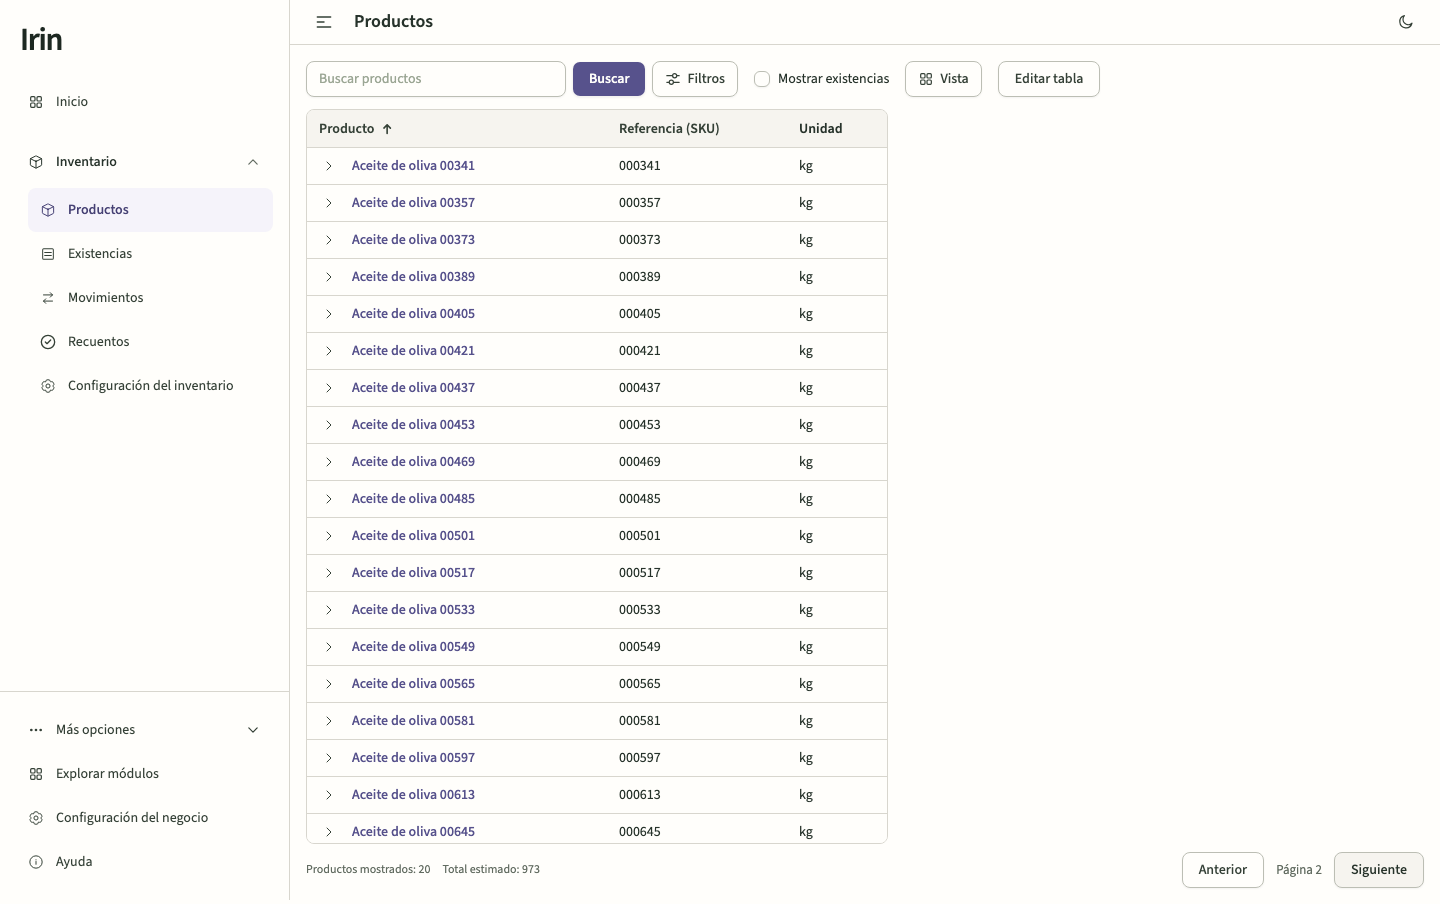 Irin
Inicio
Inventario
Productos
Existencias
Movimientos
Recuentos
Configuración del inventario
Más opciones
Explorar módulos
Configuración del negocio
Ayuda
Productos
Buscar productos Buscar Filtros Mostrar existencias Vista Editar tabla
Producto Referencia (SKU) Unidad
Aceite de oliva 00341 000341 kg
Aceite de oliva 00357 000357 kg
Aceite de oliva 00373 000373 kg
Aceite de oliva 00389 000389 kg
Aceite de oliva 00405 000405 kg
Aceite de oliva 00421 000421 kg
Aceite de oliva 00437 000437 kg
Aceite de oliva 00453 000453 kg
Aceite de oliva 00469 000469 kg
Aceite de oliva 00485 000485 kg
Aceite de oliva 00501 000501 kg
Aceite de oliva 00517 000517 kg
Aceite de oliva 00533 000533 kg
Aceite de oliva 00549 000549 kg
Aceite de oliva 00565 000565 kg
Aceite de oliva 00581 000581 kg
Aceite de oliva 00597 000597 kg
Aceite de oliva 00613 000613 kg
Aceite de oliva 00645 000645 kg
Productos mostrados: 20 Total estimado: 973 Anterior Página 2 Siguiente